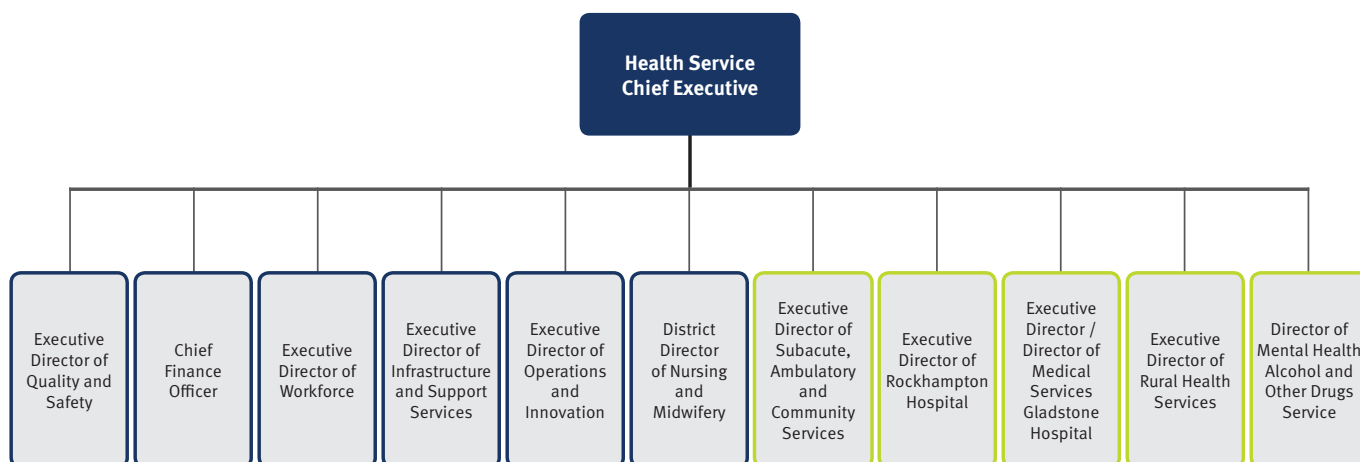 Health Service
Chief Executive
Executive
Director of
Quality and
Safety
Chief
Finance
Officer
Executive
Director of
Workforce
Executive
Director of
Infrastructure
and Support
Services
Executive
Director of
Operations
and
Innovation
District
Director
of Nursing
and
Midwifery
Executive
Director of
Subacute,
Ambulatory
and
Community
Services
Executive
Director of
Rockhampton
Hospital
Executive
Director /
Director of
Medical
Services
Gladstone
Hospital
Executive
Director of
Rural Health
Services
Director of
Mental Health
Alcohol and
Other Drugs
Service